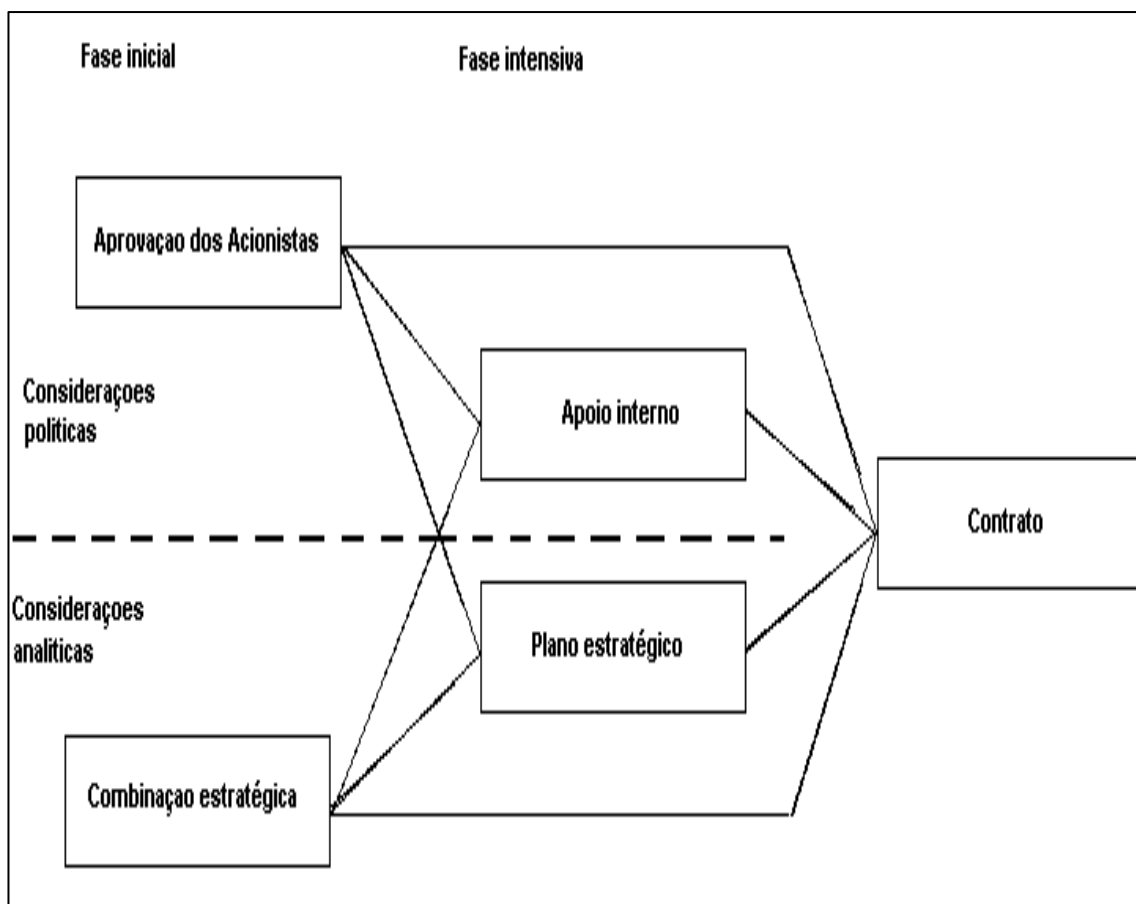 Fase inicial
Fase intensiva
Aprovaçao dos Acionistas
Consideraçoes
politicas
Apoio interno
Contrato
Consideraçoes
analiticas
Plano estratégico
Combinaçao estratégica